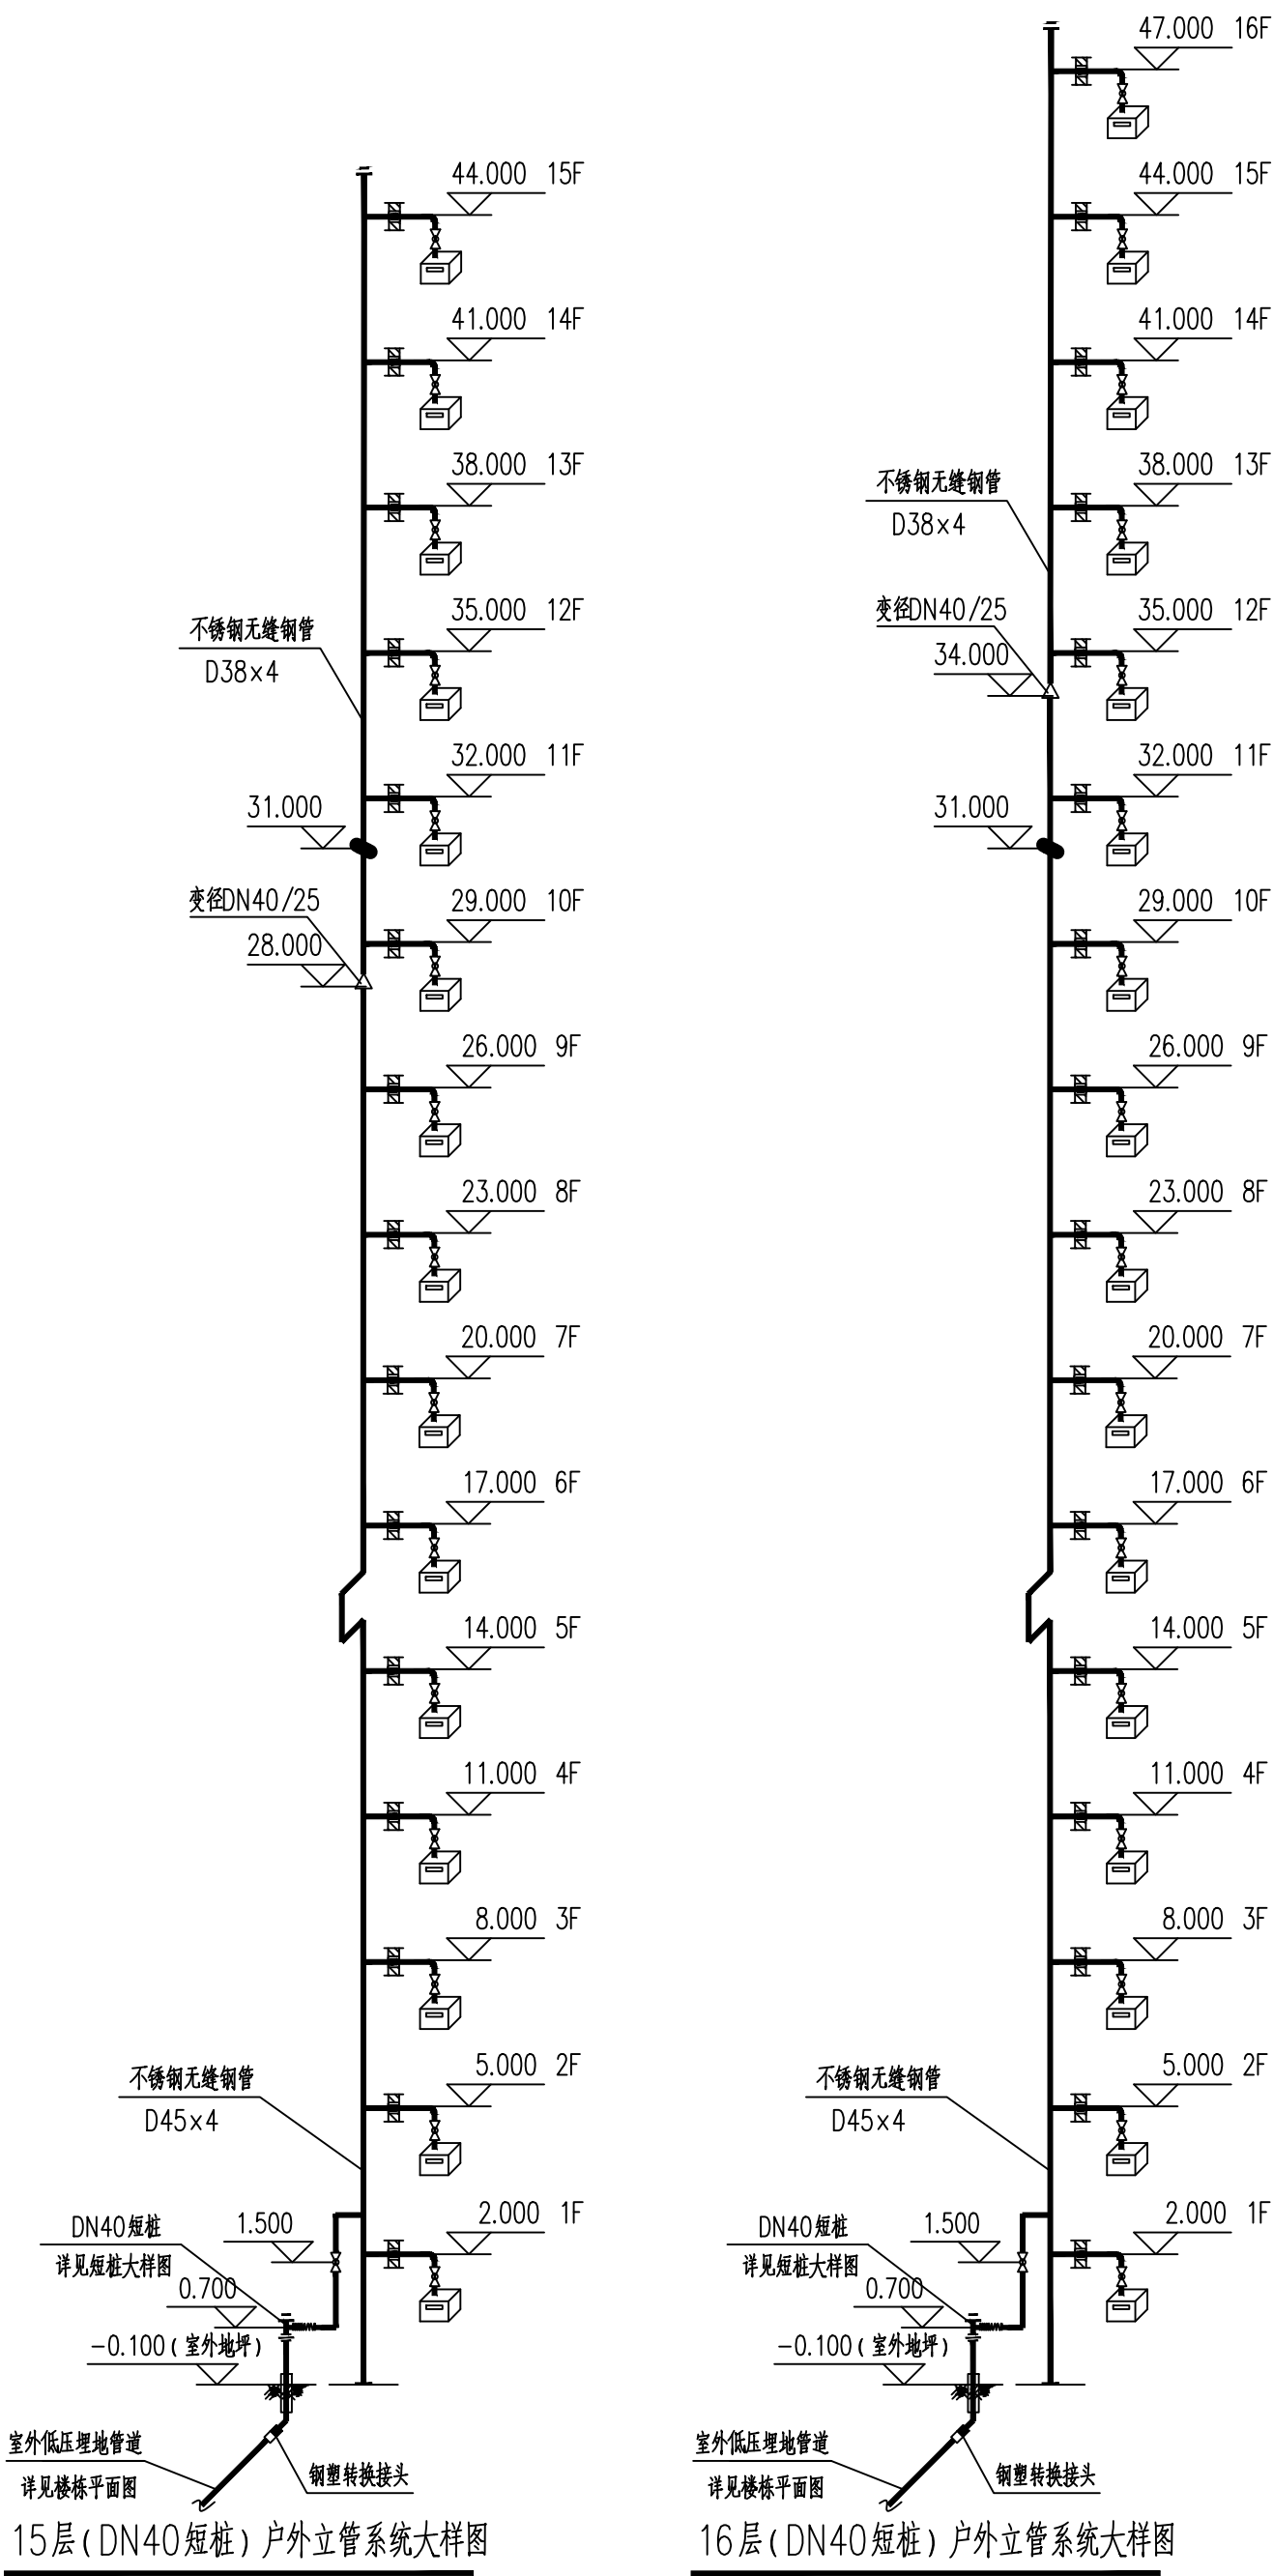 44.000 15F
41.000 14F
38.000 13F
35.000 12F
不锈钢无缝钢管
D38×4
32.000 11F
31.000
29.000 10F
变径DN40/25
28.000
26.000 9F
23.000 8F
20.000 7F
17.000 6F
14.000 5F
11.000 4F
8.000 3F
5.000 2F
不锈钢无缝钢管
D45×4
2.000 1F
DN40短桩
详见短桩大样图
1.500
0.700
-0.100(室外地坪)
室外低压埋地管道
详见楼栋平面图
钢塑转换接头
15层(DN40短桩)户外立管系统大样图
47.000 16F
44.000 15F
41.000 14F
38.000 13F
不锈钢无缝钢管
D38×4
35.000 12F
变径DN40/25
34.000
32.000 11F
31.000
29.000 10F
26.000 9F
23.000 8F
20.000 7F
17.000 6F
14.000 5F
11.000 4F
8.000 3F
5.000 2F
不锈钢无缝钢管
D45×4
2.000 1F
DN40短桩
详见短桩大样图
1.500
0.700
-0.100(室外地坪)
室外低压埋地管道
详见楼栋平面图
钢塑转换接头
16层(DN40短桩)户外立管系统大样图